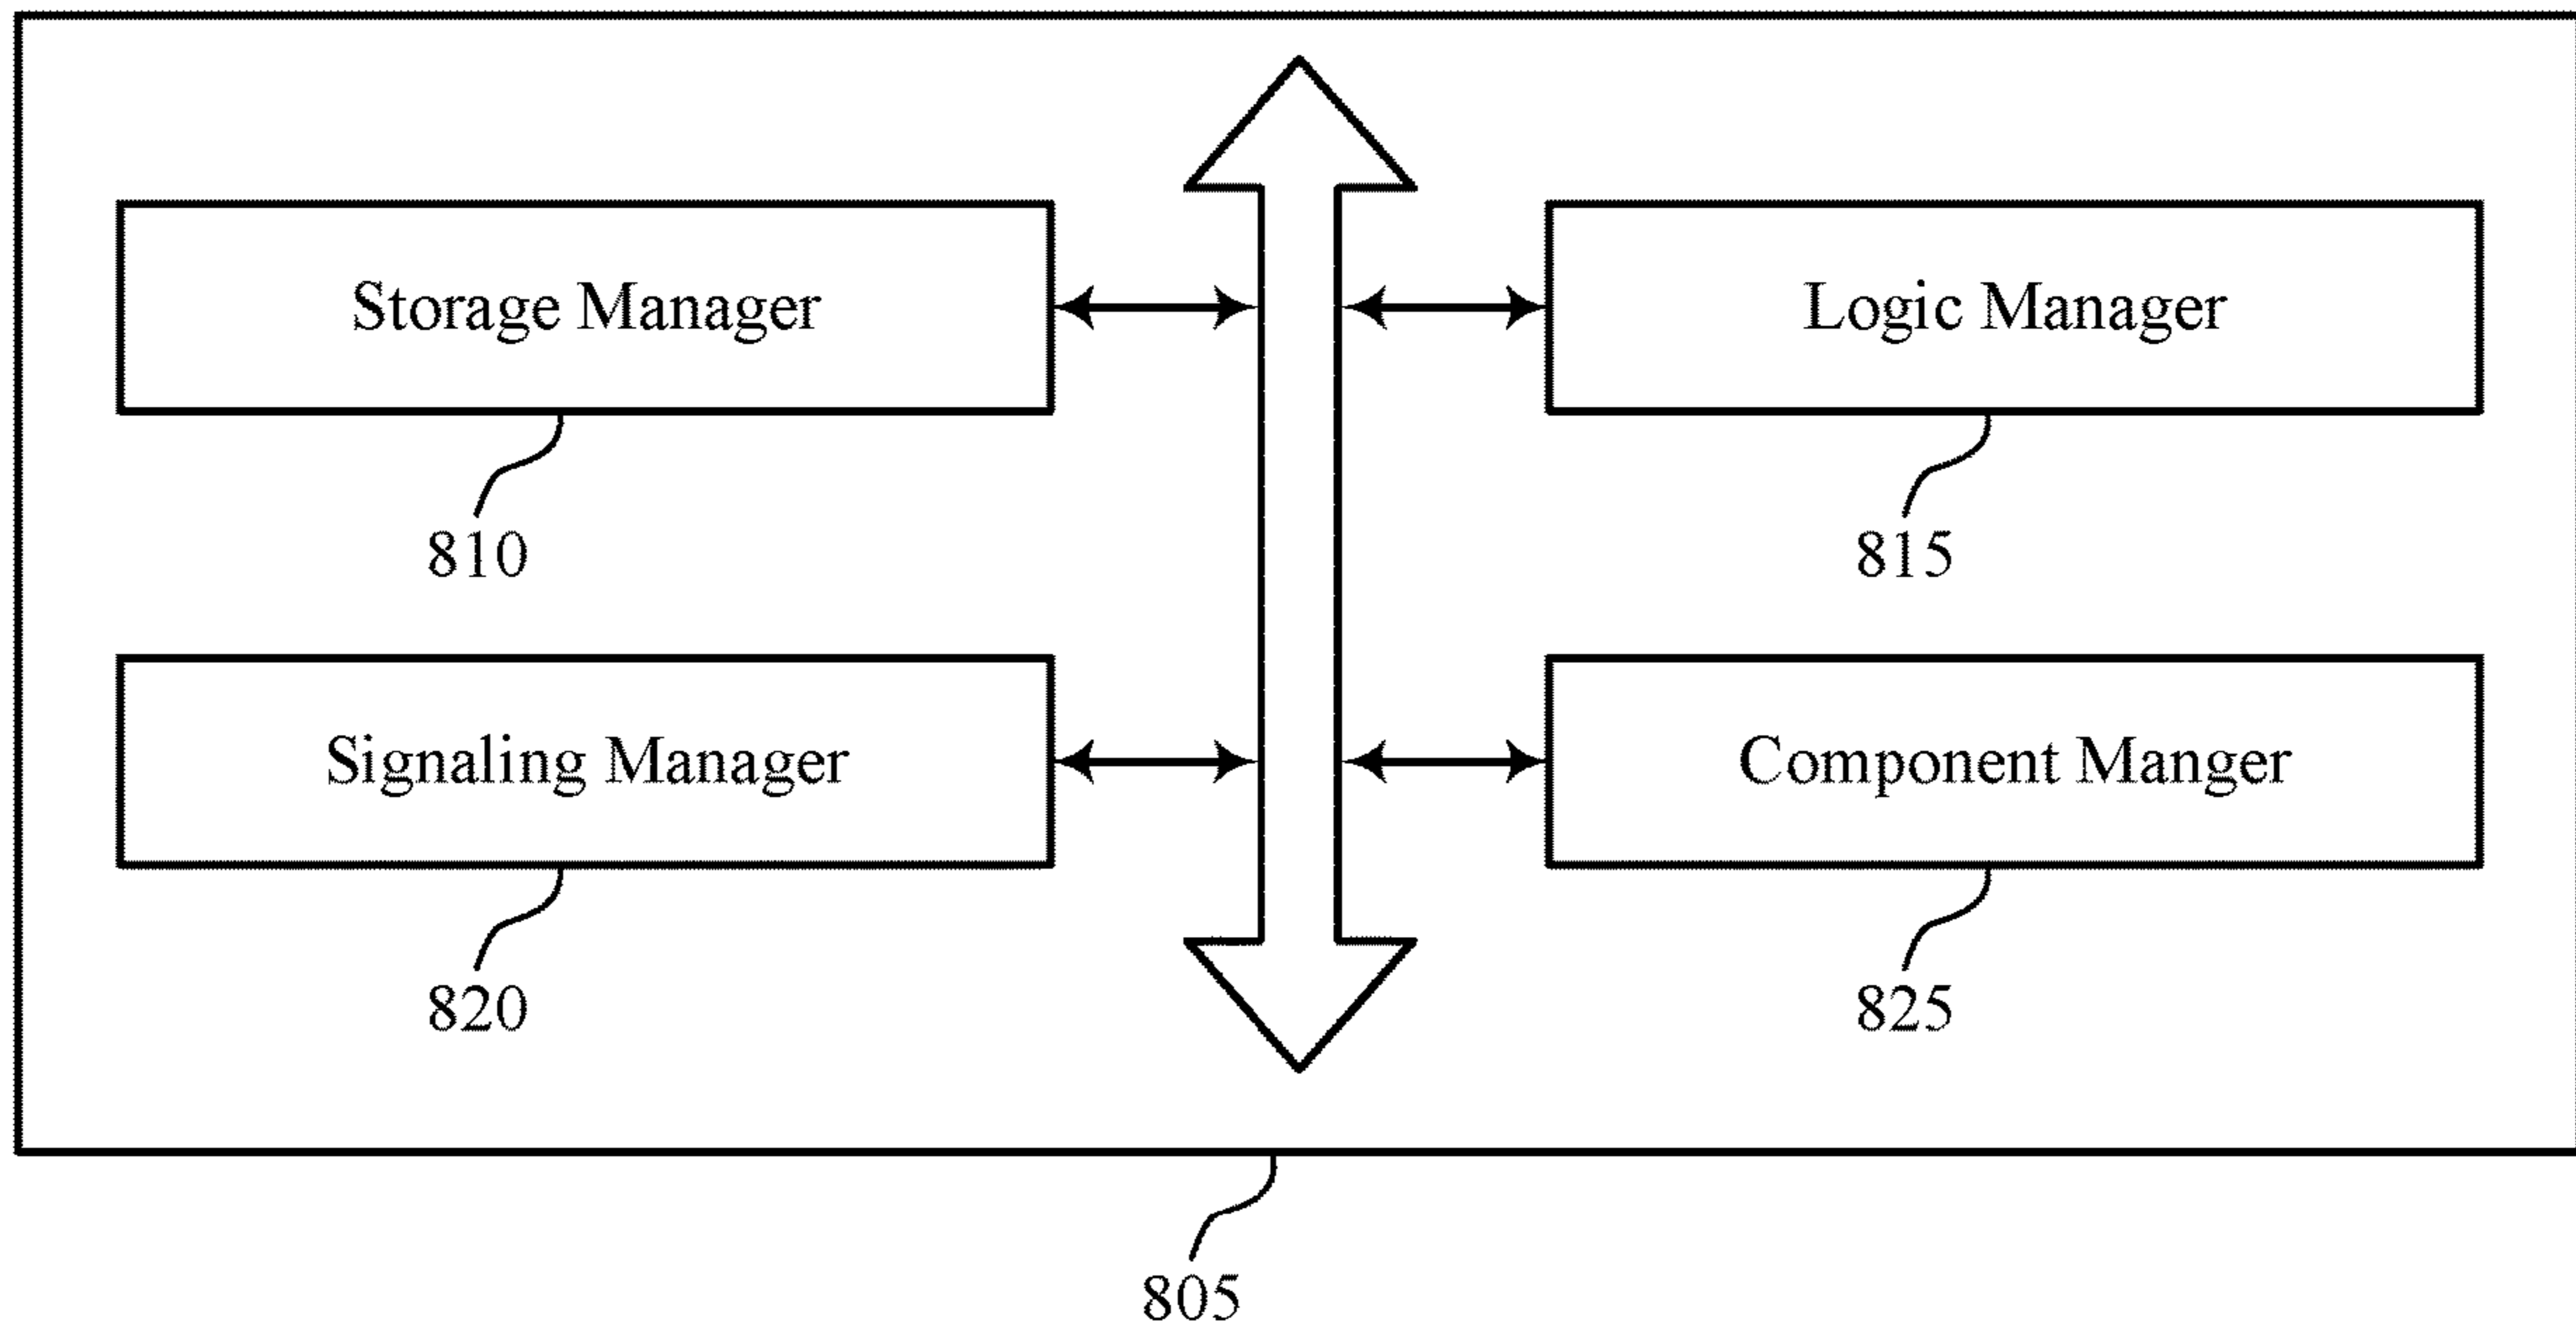 Storage Manager
Logic Manager
810
815
Signaling Manager
Component Manger
820
825
805